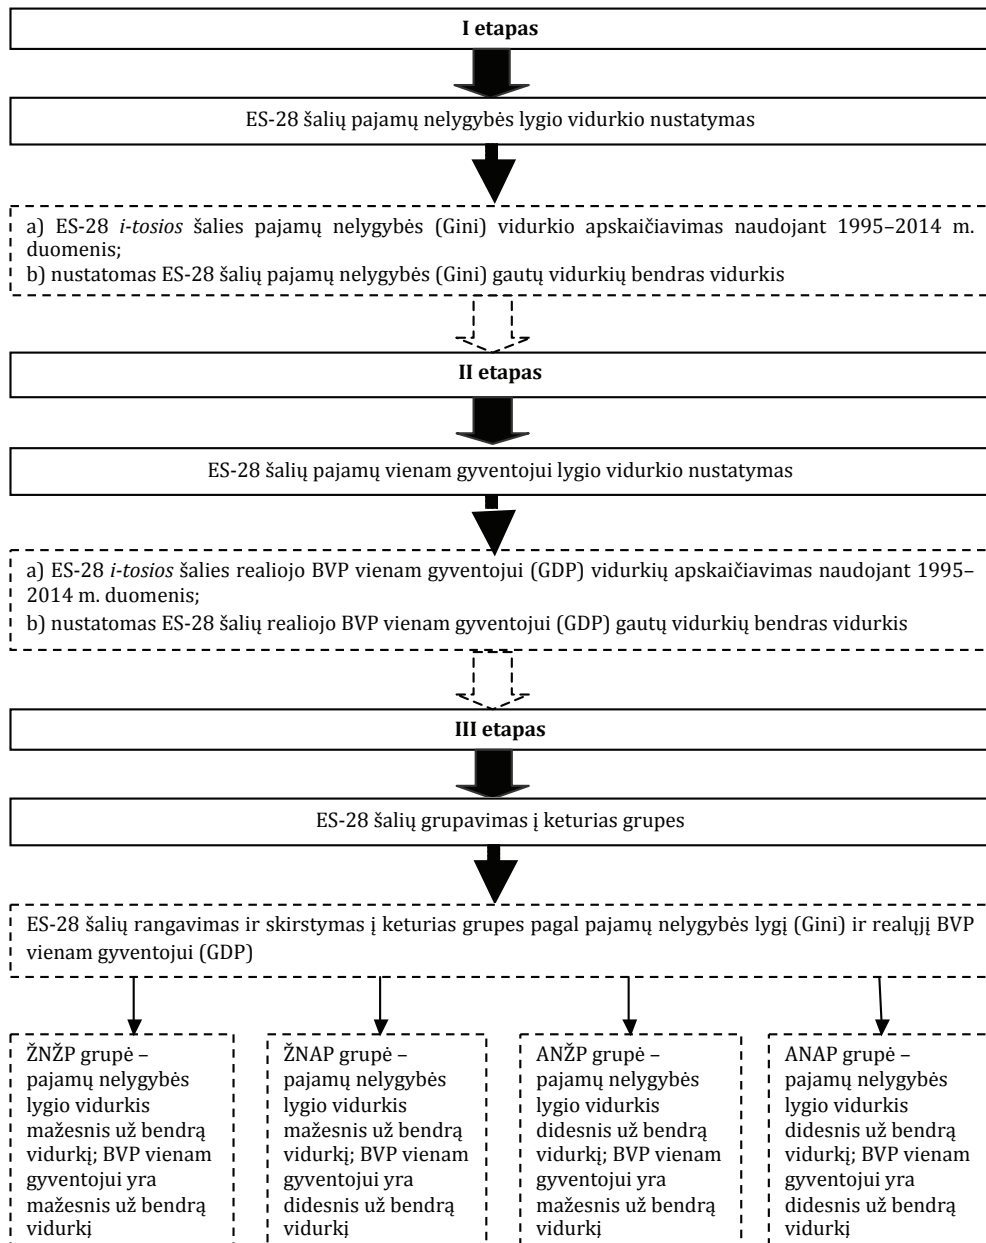 I etapas
ES-28 šalių pajamų nelygybės lygio vidurkio nustatymas
a) ES-28 i-tosios šalies pajamų nelygybės (Gini) vidurkio apskaičiavimas naudojant 1995–2014 m.
duomenis;
b) nustatomas ES-28 šalių pajamų nelygybės (Gini) gautų vidurkių bendras vidurkis
II etapas
ES-28 šalių pajamų vienam gyventojui lygio vidurkio nustatymas
a) ES-28 i-tosios šalies realiojo BVP vienam gyventojui (GDP) vidurkių apskaičiavimas naudojant 1995–
2014 m. duomenis;
b) nustatomas ES-28 šalių realiojo BVP vienam gyventojui (GDP) gautų vidurkių bendras vidurkis
III etapas
ES-28 šalių grupavimas į keturias grupes
ES-28 šalių rangavimas ir skirstymas į keturias grupes pagal pajamų nelygybės lygį (Gini) ir realųjį BVP
vienam gyventojui (GDP)
ŽNŽP grupė –
pajamų nelygybės
lygio vidurkis
mažesnis už bendrą
vidurkį; BVP vienam
gyventojui yra
mažesnis už bendrą
vidurkį
ŽNAP grupė –
pajamų nelygybės
lygio vidurkis
mažesnis už bendrą
vidurkį; BVP vienam
gyventojui yra
didesnis už bendrą
vidurkį
ANŽP grupė –
pajamų nelygybės
lygio vidurkis
didesnis už bendrą
vidurkį; BVP vienam
gyventojui yra
mažesnis už bendrą
vidurkį
ANAP grupė –
pajamų nelygybės
lygio vidurkis
didesnis už bendrą
vidurkį; BVP vienam
gyventojui yra
didesnis už bendrą
vidurkį